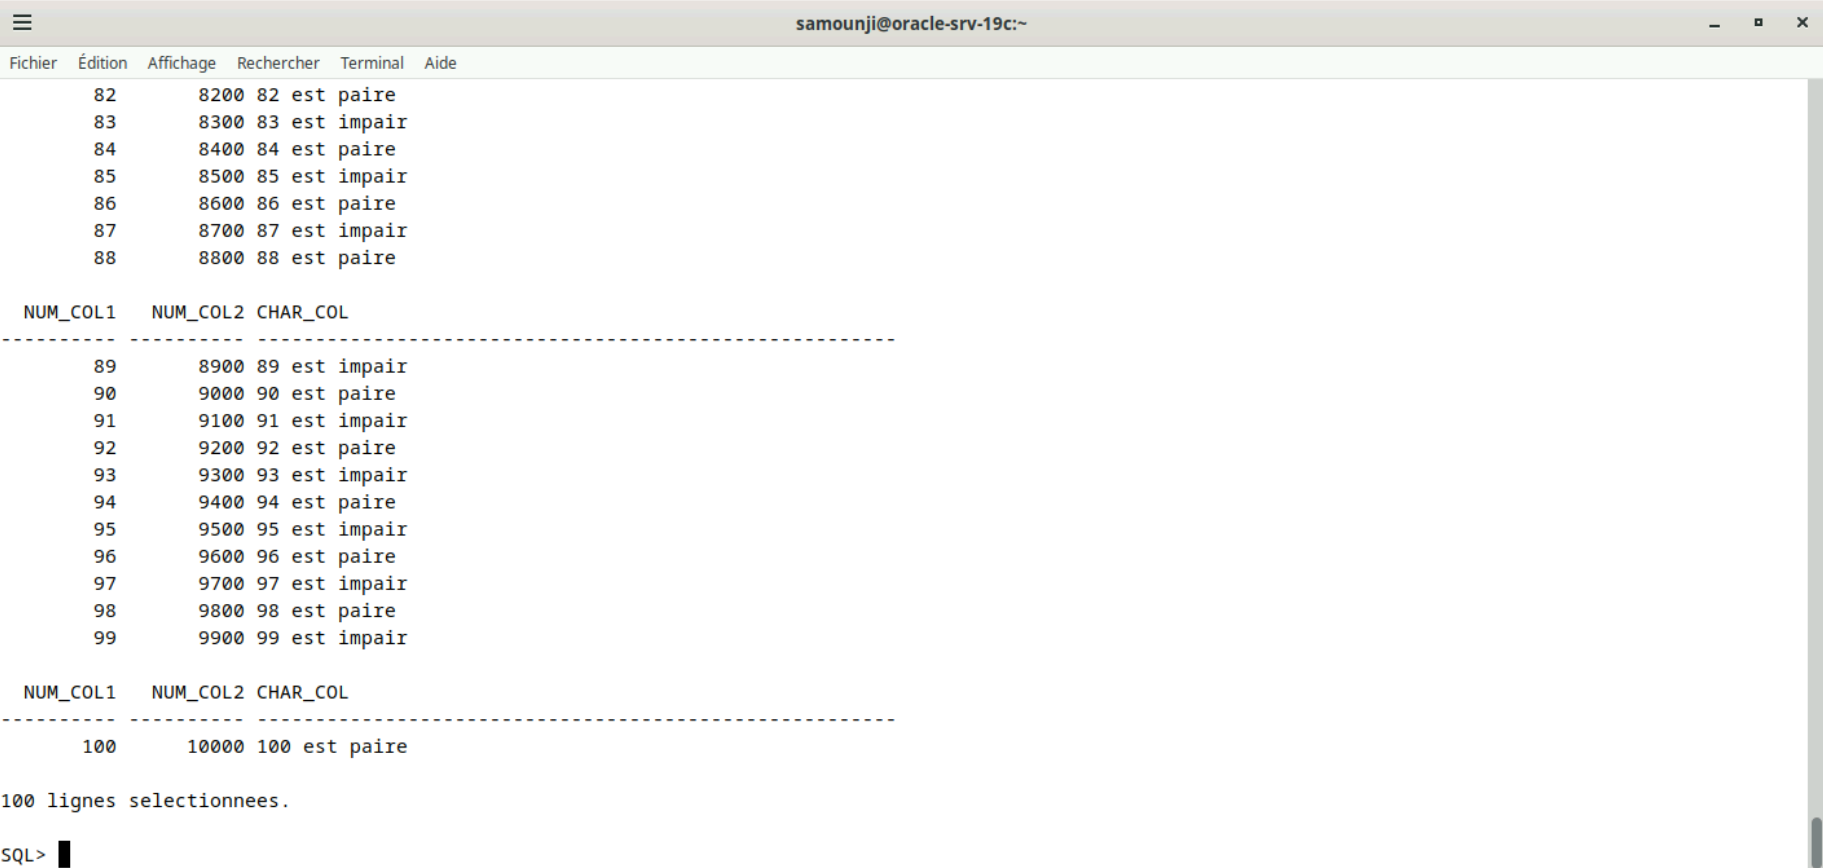 samounji@oracle-srv-19c:~
Fichier Édition Affichage Rechercher Terminal Aide
82 8200 82 est paire
83 8300 83 est impair
84 8400 84 est paire
85 8500 85 est impair
86 8600 86 est paire
87 8700 87 est impair
88 8800 88 est paire
NUM_COL1 NUM_COL2 CHAR_COL
---------- ---------- -------------------------------------------------------
89 8900 89 est impair
90 9000 90 est paire
91 9100 91 est impair
92 9200 92 est paire
93 9300 93 est impair
94 9400 94 est paire
95 9500 95 est impair
96 9600 96 est paire
97 9700 97 est impair
98 9800 98 est paire
99 9900 99 est impair
NUM_COL1 NUM_COL2 CHAR_COL
---------- ---------- -------------------------------------------------------
100 10000 100 est paire
100 lignes selectionnees.
SQL>